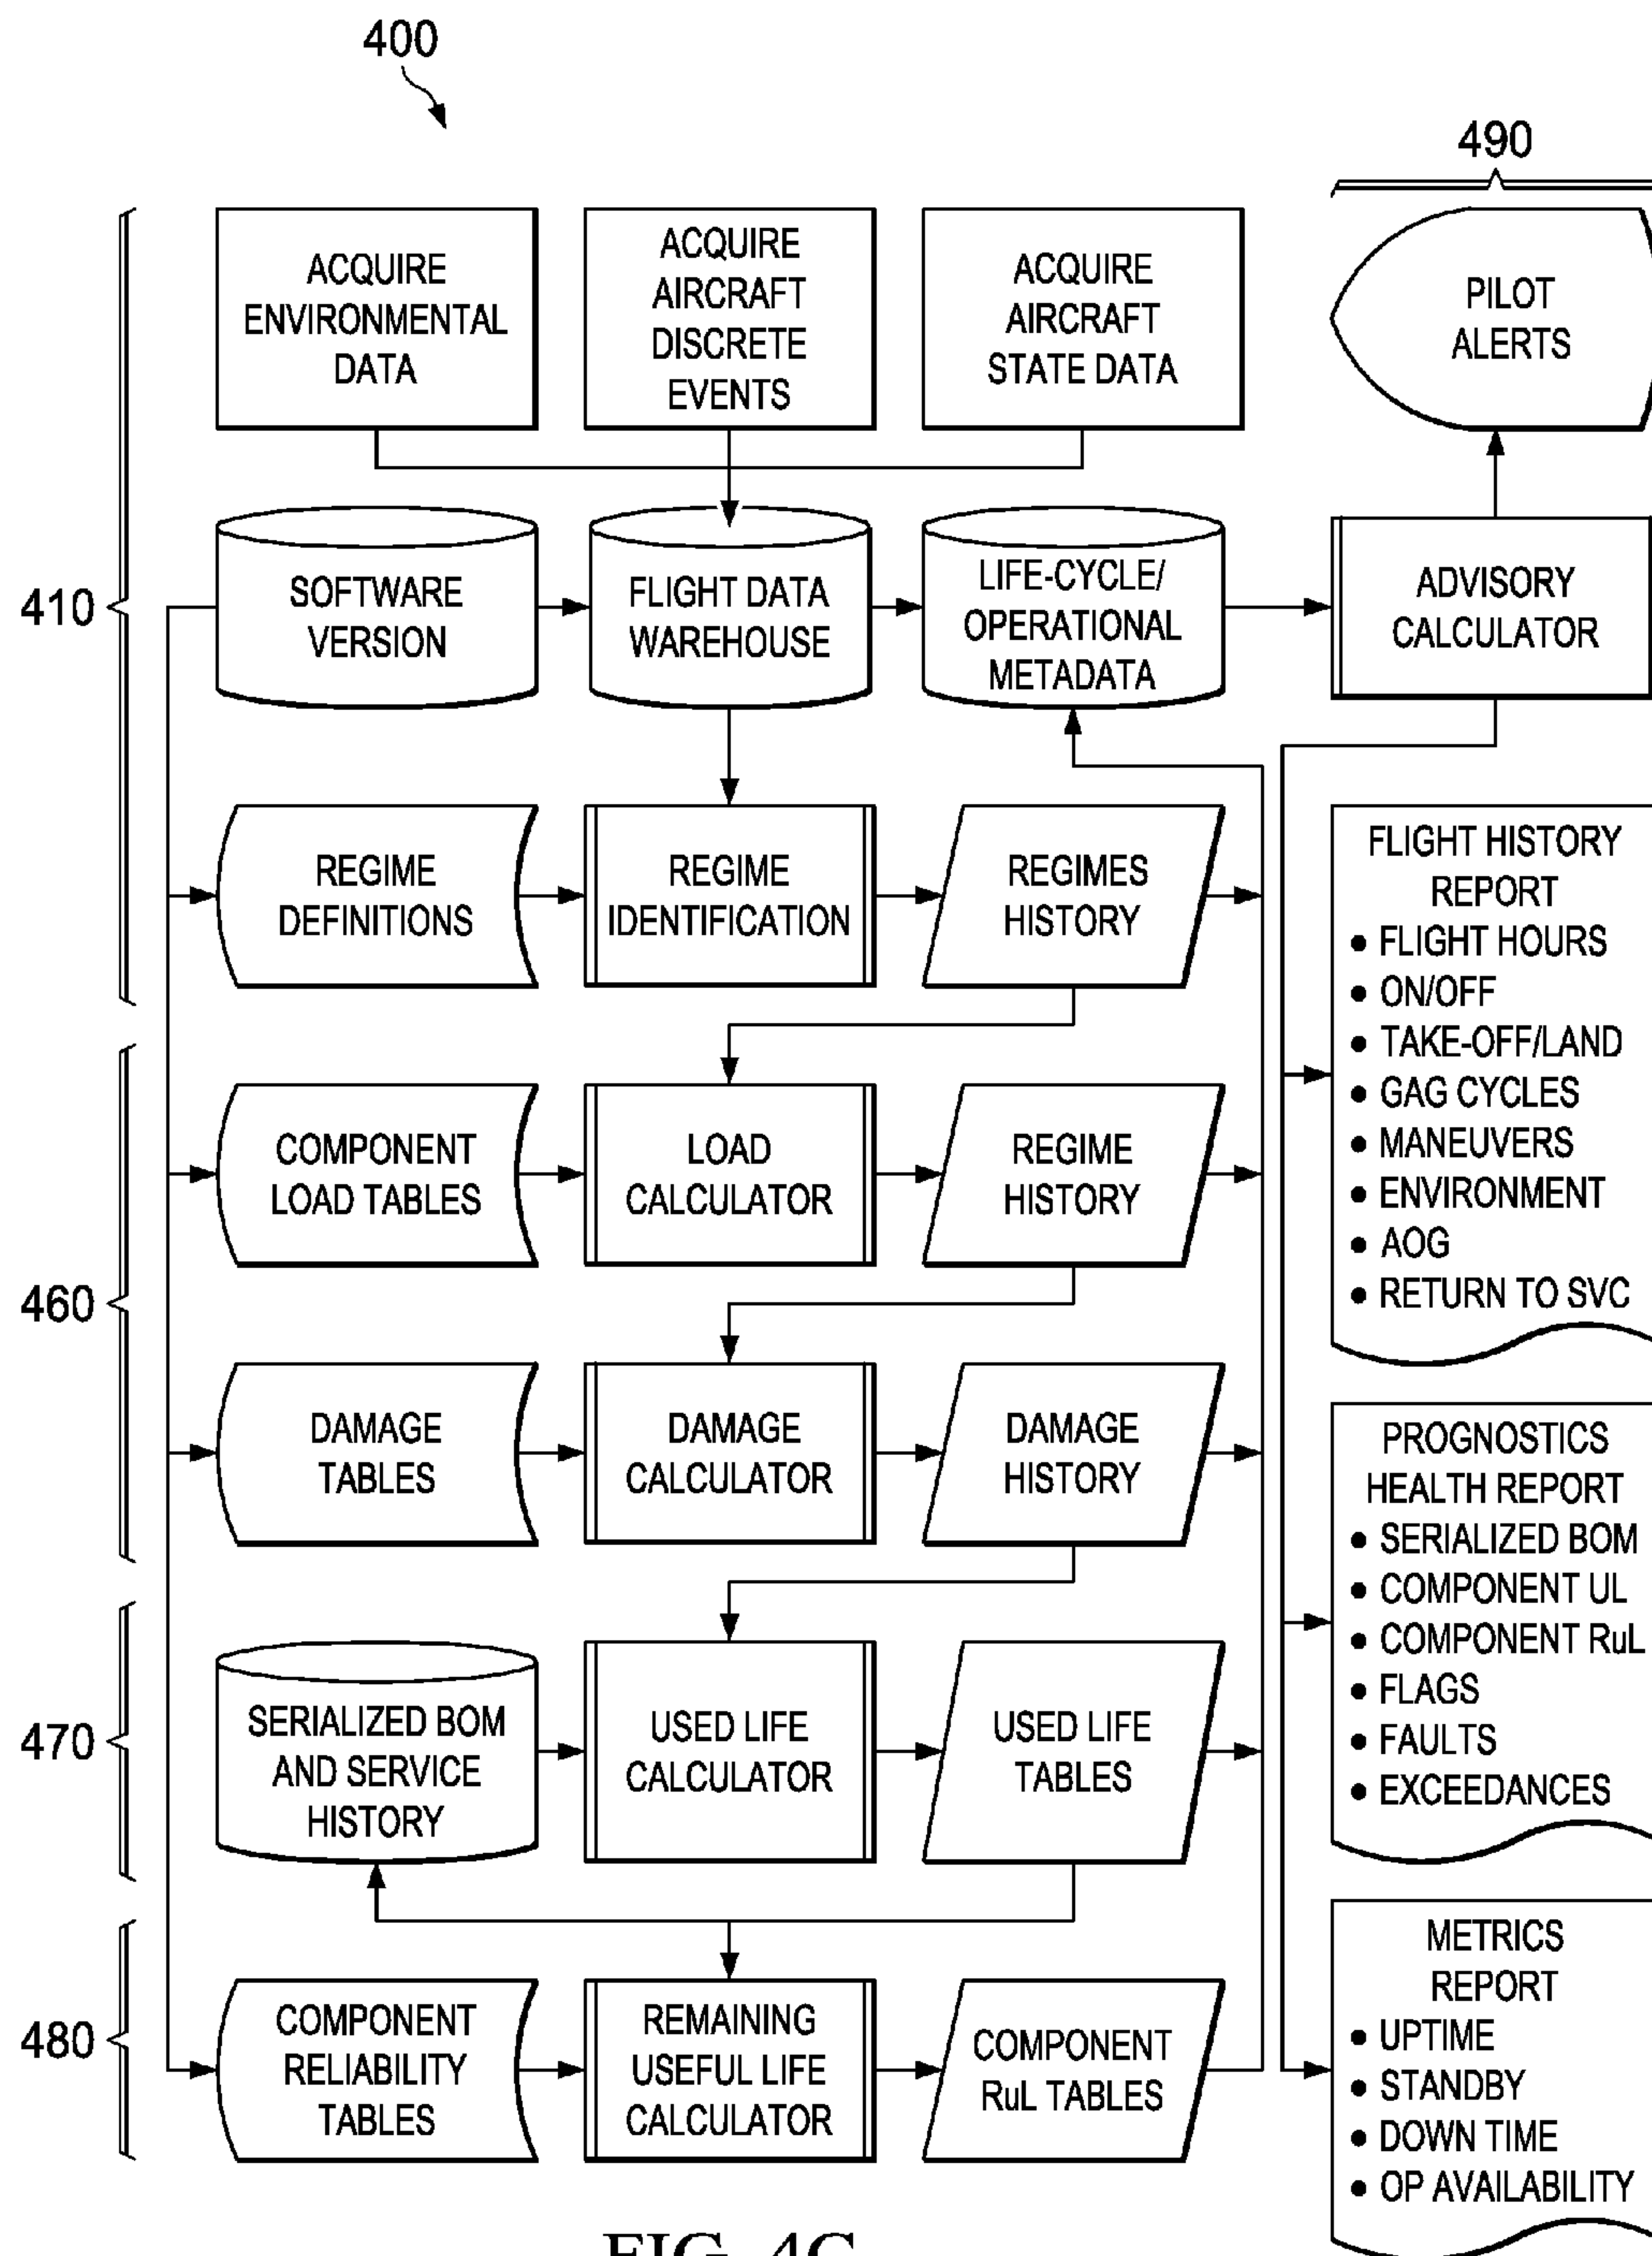 400
490
ACQUIRE
ENVIRONMENTAL
DATA
ACQUIRE
AIRCRAFT
DISCRETE
EVENTS
ACQUIRE
AIRCRAFT
STATE DATA
PILOT
ALERTS
410
SOFTWARE
VERSION
FLIGHT DATA
WAREHOUSE
LIFE-CYCLE/
OPERATIONAL
METADATA
ADVISORY
CALCULATOR
REGIME
DEFINITIONS
REGIME
IDENTIFICATION
REGIMES
HISTORY
FLIGHT HISTORY
REPORT
• FLIGHT HOURS
• ON/OFF
• TAKE-OFF/LAND
• GAG CYCLES
• MANEUVERS
• ENVIRONMENT
• AOG
• RETURN TO SVC
460
COMPONENT
LOAD TABLES
LOAD
CALCULATOR
REGIME
HISTORY
DAMAGE
TABLES
DAMAGE
CALCULATOR
DAMAGE
HISTORY
PROGNOSTICS
HEALTH REPORT
• SERIALIZED BOM
• COMPONENT UL
• COMPONENT RuL
• FLAGS
• FAULTS
• EXCEEDANCES
470
SERIALIZED BOM
AND SERVICE
HISTORY
USED LIFE
CALCULATOR
USED LIFE
TABLES
480
COMPONENT
RELIABILITY
TABLES
REMAINING
USEFUL LIFE
CALCULATOR
COMPONENT
RuL TABLES
METRICS
REPORT
• UPTIME
• STANDBY
• DOWN TIME
• OP AVAILABILITY
FIG. 4C